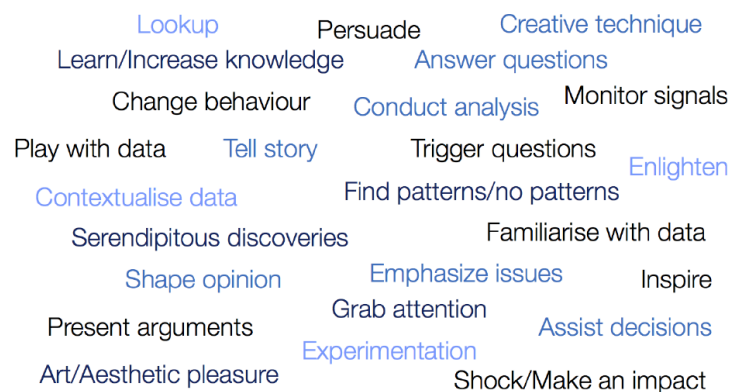 Lookup
Persuade
Creative technique
Learn/Increase knowledge
Answer questions
Change behaviour
Conduct analysis
Monitor signals
Play with data
Tell story
Trigger questions
Enlighten
Contextualise data
Find patterns/no patterns
Serendipitous discoveries
Familiarise with data
Shape opinion
Emphasize issues
Inspire
Grab attention
Present arguments
Assist decisions
Experimentation
Art/Aesthetic pleasure
Shock/Make an impact